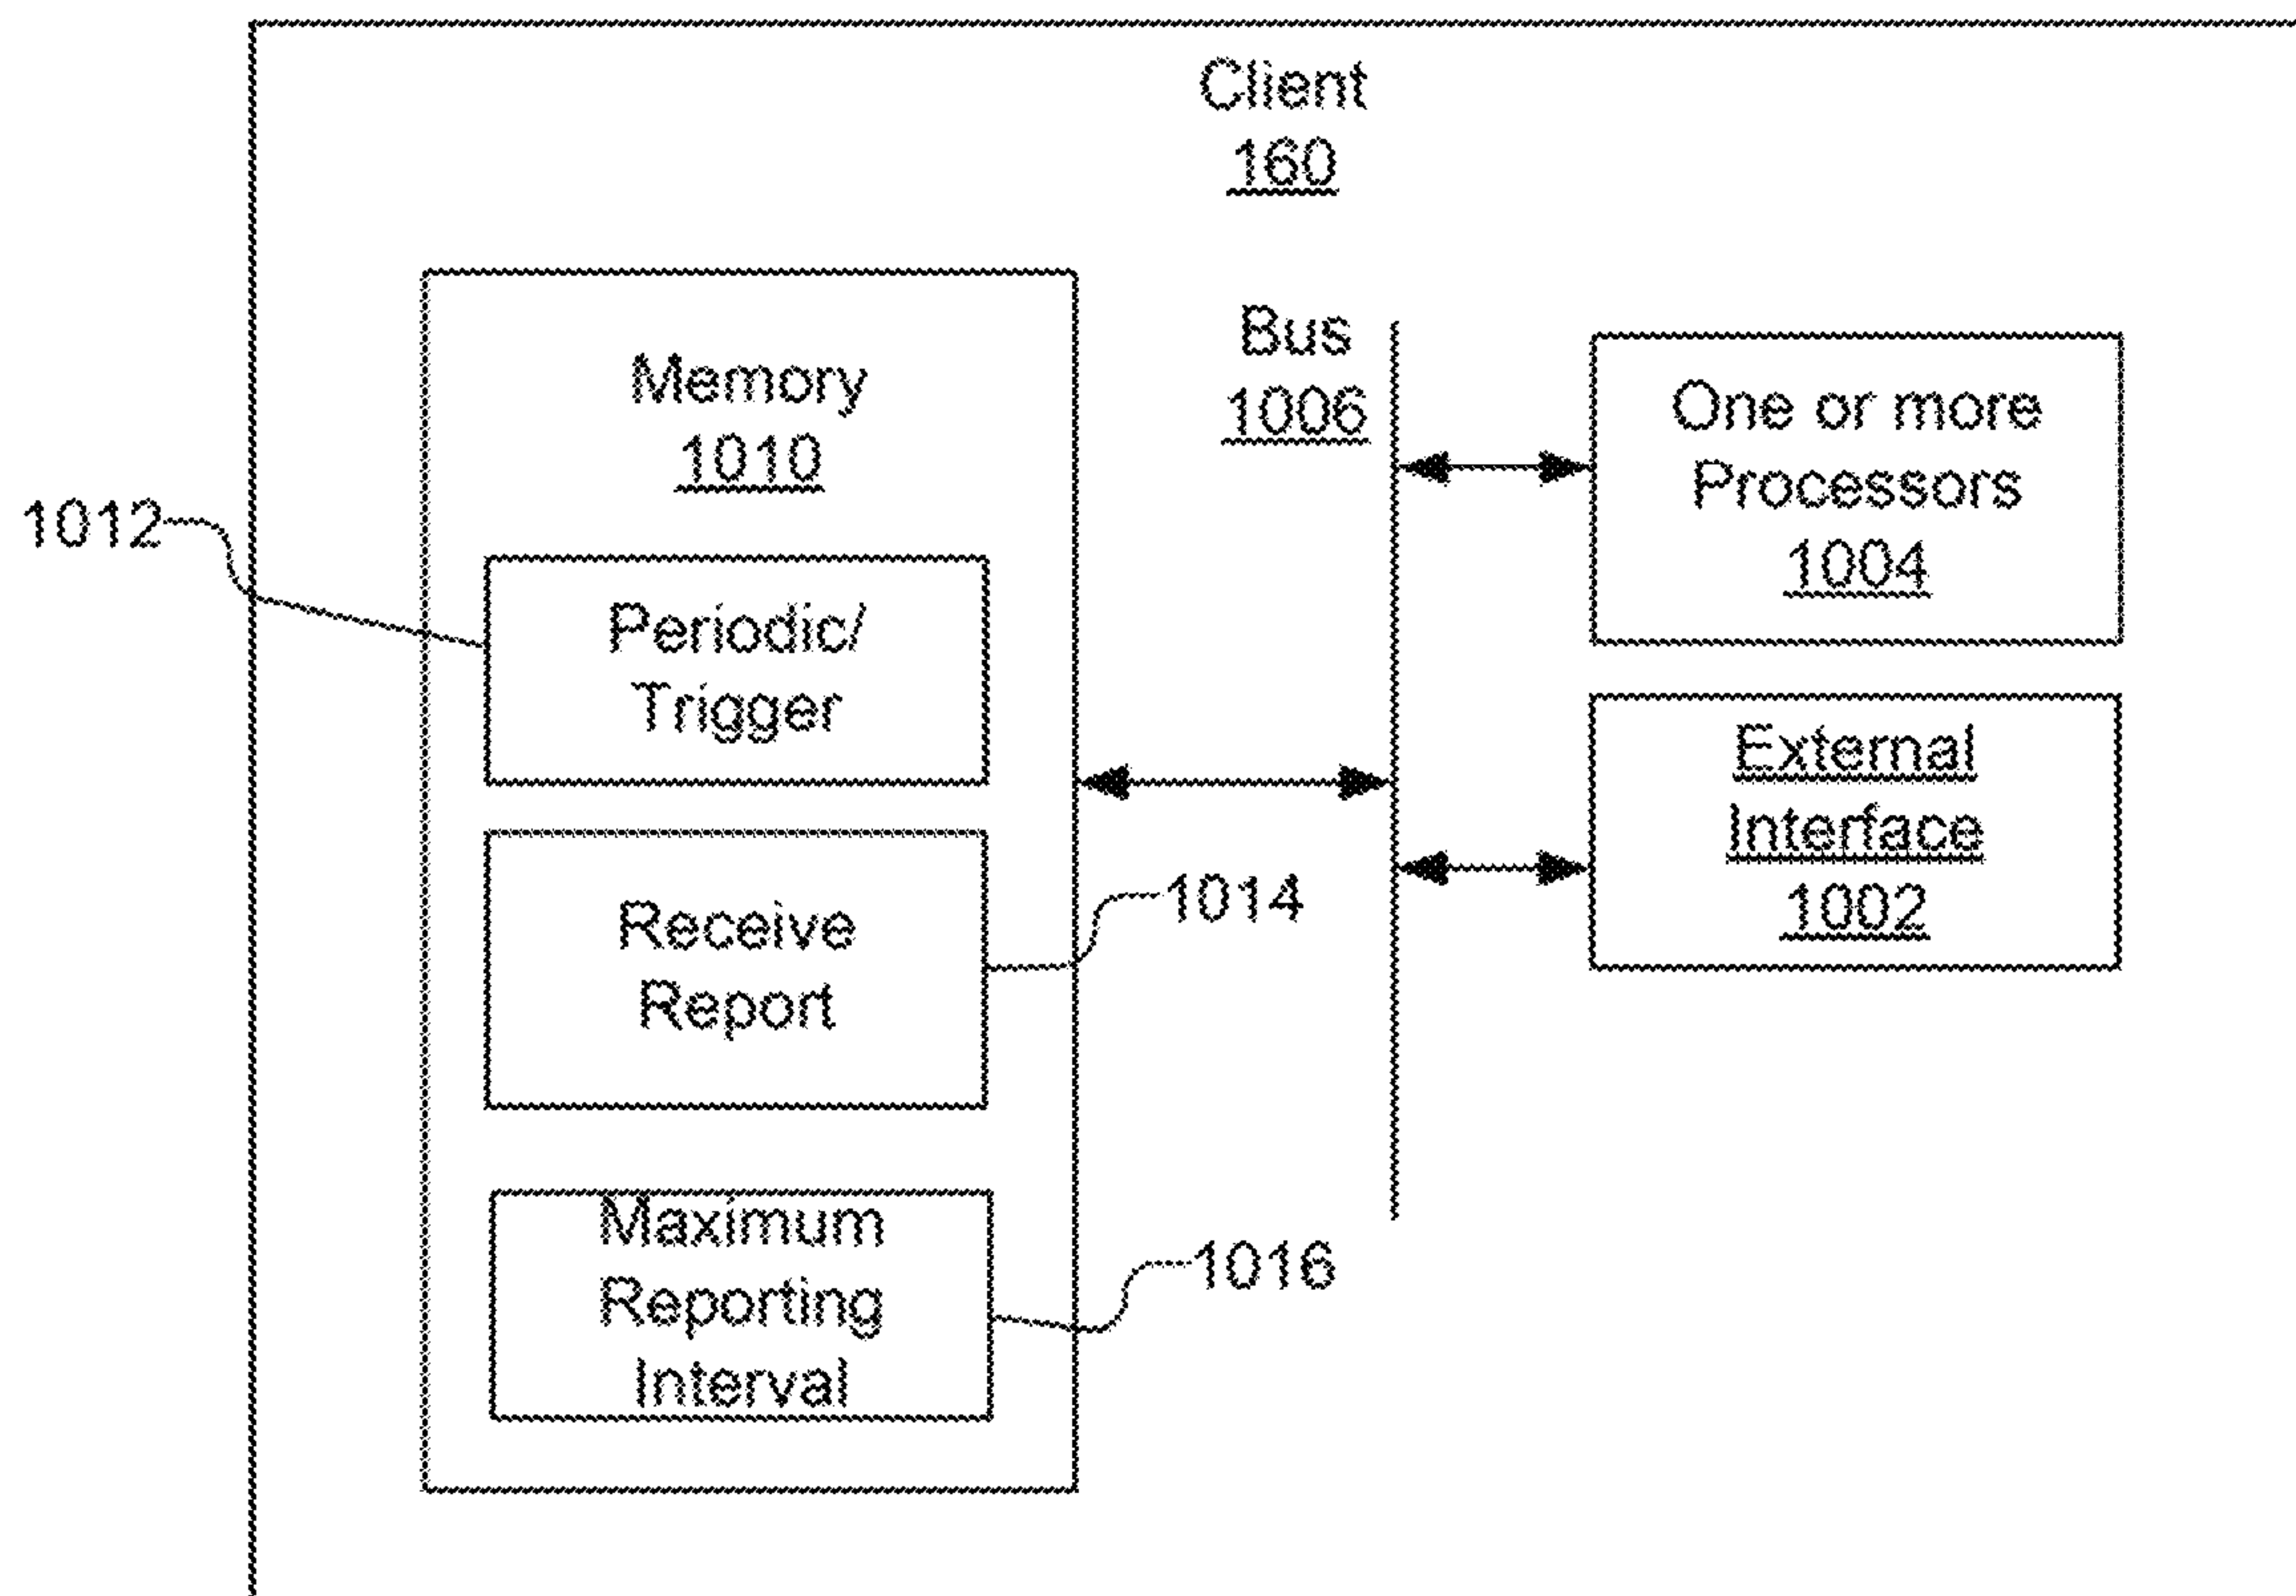 Client
160
Memory
1010
1012
Periodic/
Trigger
Receive
Report
1014
Maximum
Reporting
Interval
1016
Bus
1006
One or more
Processors
1004
External
Interface
1002